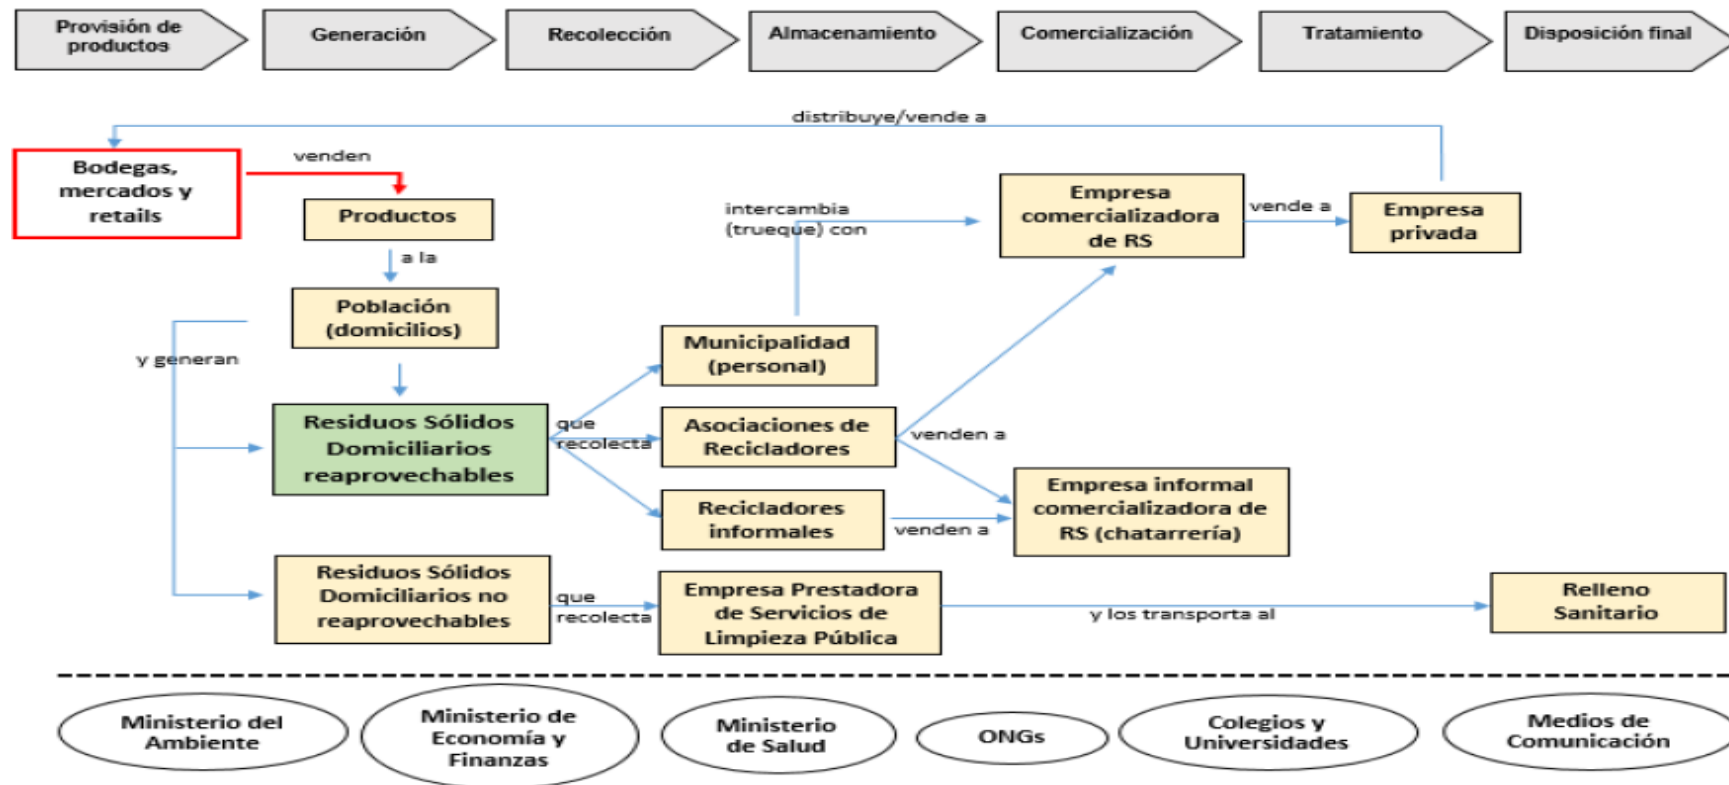 Provisión de
productos
Generación
Recolección
Almacenamiento
Comercialización
Tratamiento
Disposición final
distribuye/vende a
Bodegas,
mercados y
retails
venden
Productos
a la
Población
(domicilios)
y generan
Residuos Sólidos
Domiciliarios
reaprovechables
que
recolecta
Municipalidad
(personal)
intercambia
(trueque) con
Empresa
comercializadora
de RS
vende a
Empresa
privada
Asociaciones de
Recicladores
venden a
Recicladores
informales
venden a
Empresa informal
comercializadora de
RS (chatarrería)
Residuos Sólidos
Domiciliarios no
reaprovechables
que
recolecta
Empresa Prestadora
de Servicios de
Limpieza Pública
y los transporta al
Relleno
Sanitario
Ministerio del
Ambiente
Ministerio de
Economía y
Finanzas
Ministerio
de Salud
ONGs
Colegios y
Universidades
Medios de
Comunicación